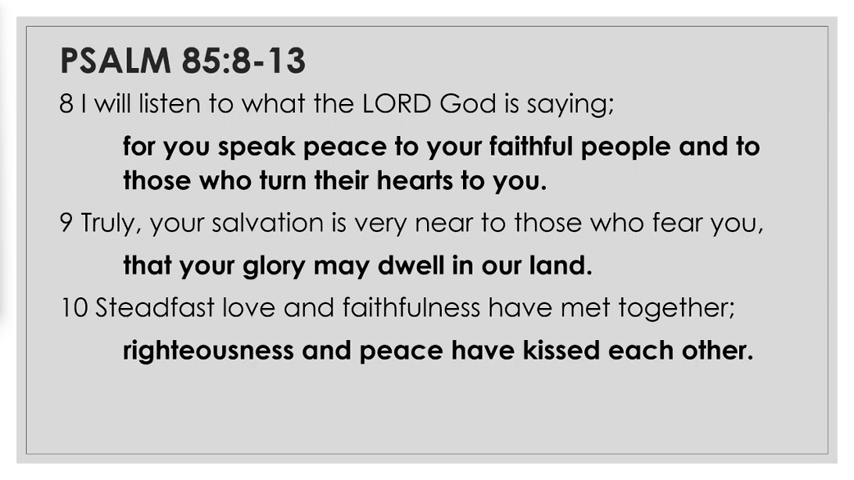 PSALM 85:8-13
8 I will listen to what the LORD God is saying;
for you speak peace to your faithful people and to
those who turn their hearts to you.
9 Truly, your salvation is very near to those who fear you,
that your glory may dwell in our land.
10 Steadfast love and faithfulness have met together;
righteousness and peace have kissed each other.